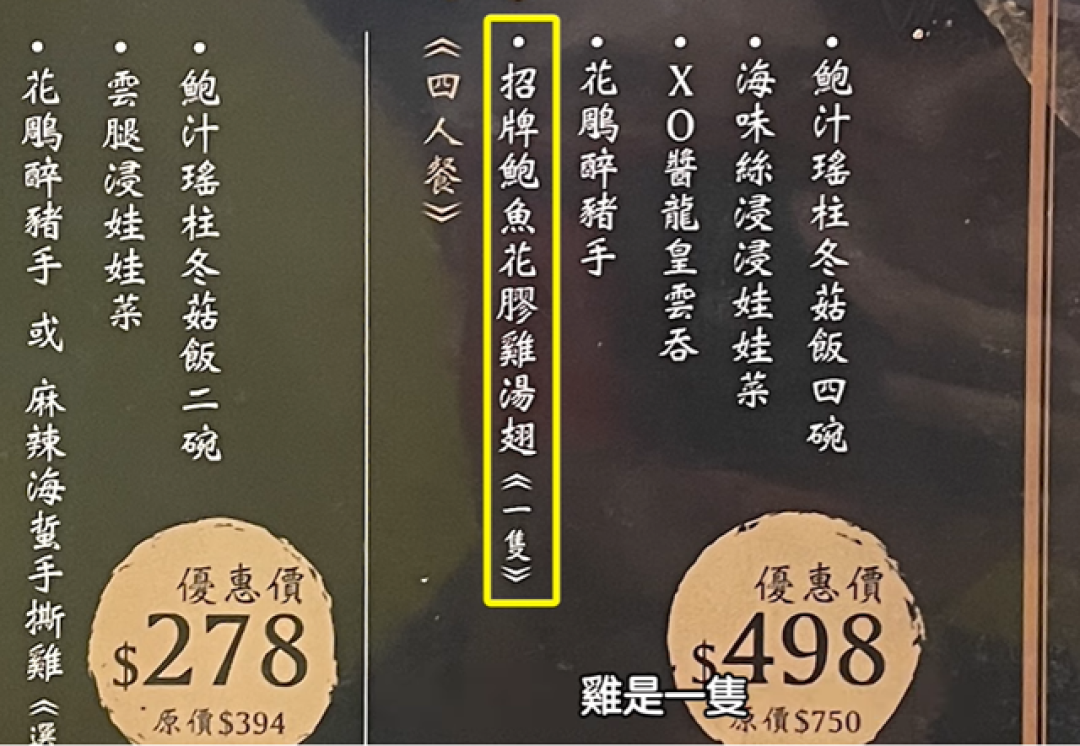 •花鵰醉豬手 或 麻辣海蜇手撕雞《
•雲腿浸娃娃菜
•鮑汁瑤柱冬菇飯二碗
優惠價
$278
原價$394
《四人餐》
•招牌鮑魚花膠雞湯翅《一隻》
•花鵰醉豬手
•XO醬龍皇雲吞
•海味絲浸浸娃娃菜
•鮑汁瑤柱冬菇飯四碗
優惠價
$498
原價$750
雞是一隻